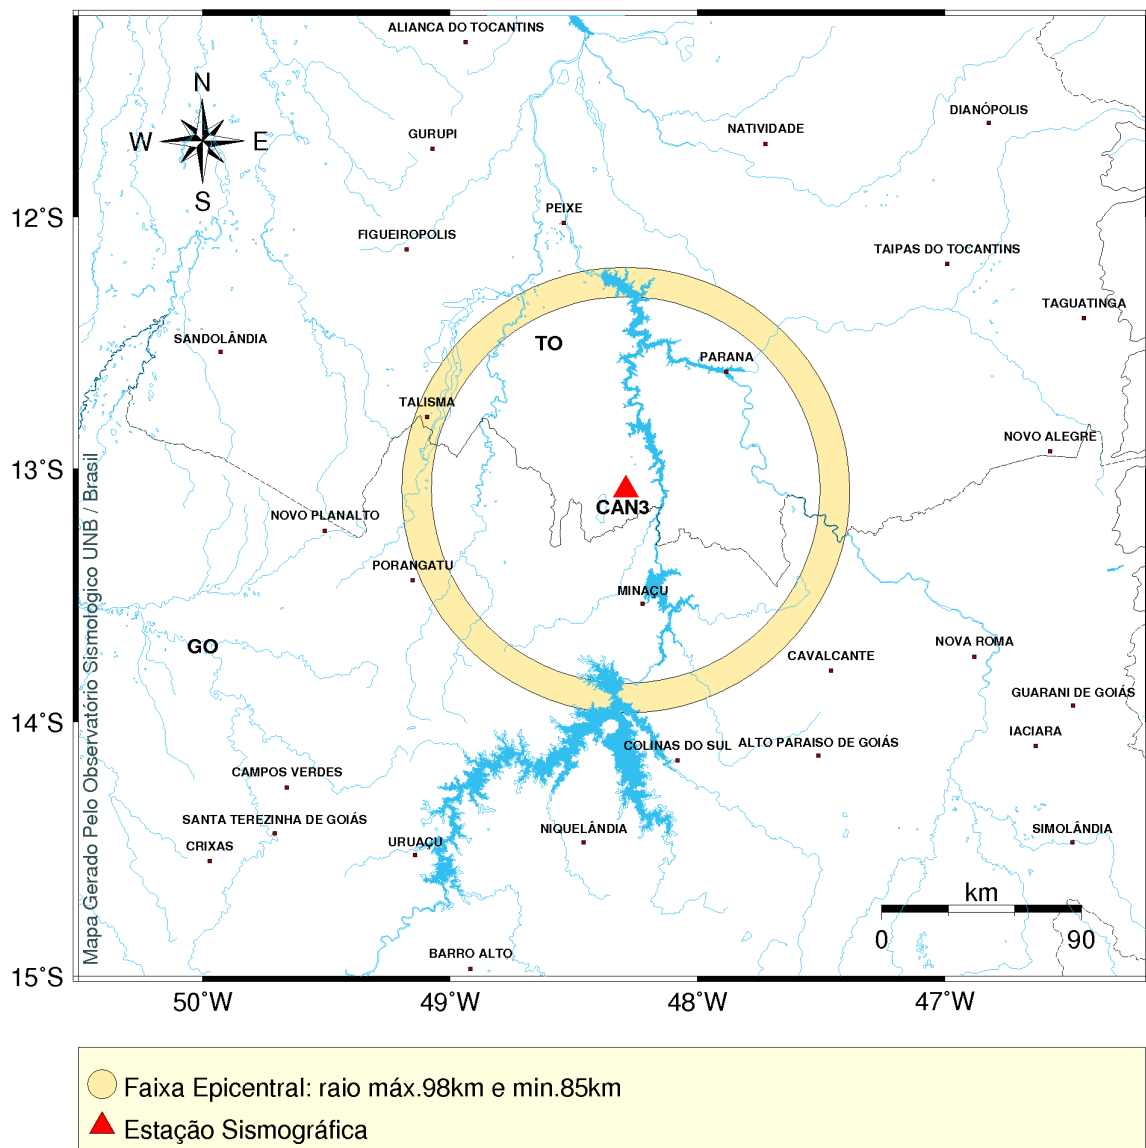 ALIANCA DO TOCANTINS
N
DIANÓPOLIS
GURUPI
NATIVIDADE
W
E
S
PEIXE
12°S
FIGUEIROPOLIS
TAIPAS DO TOCANTINS
TAGUATINGA
SANDOLÂNDIA
TO
PARANA
TALISMA
NOVO ALEGRE
13°S
CAN3
NOVO PLANALTO
PORANGATU
MINAÇU
GO
NOVA ROMA
CAVALCANTE
GUARANI DE GOIÁS
14°S
IACIARA
COLINAS DO SUL
ALTO PARAISO DE GOIÁS
CAMPOS VERDES
SANTA TEREZINHA DE GOIÁS
NIQUELÂNDIA
SIMOLÂNDIA
CRIXAS
URUAÇU
km
0
90
BARRO ALTO
15°S
Mapa Gerado Pelo Observatório Sismologico UNB / Brasil
50°W
49°W
48°W
47°W
Faixa Epicentral: raio máx.98km e min.85km
Estação Sismográfica